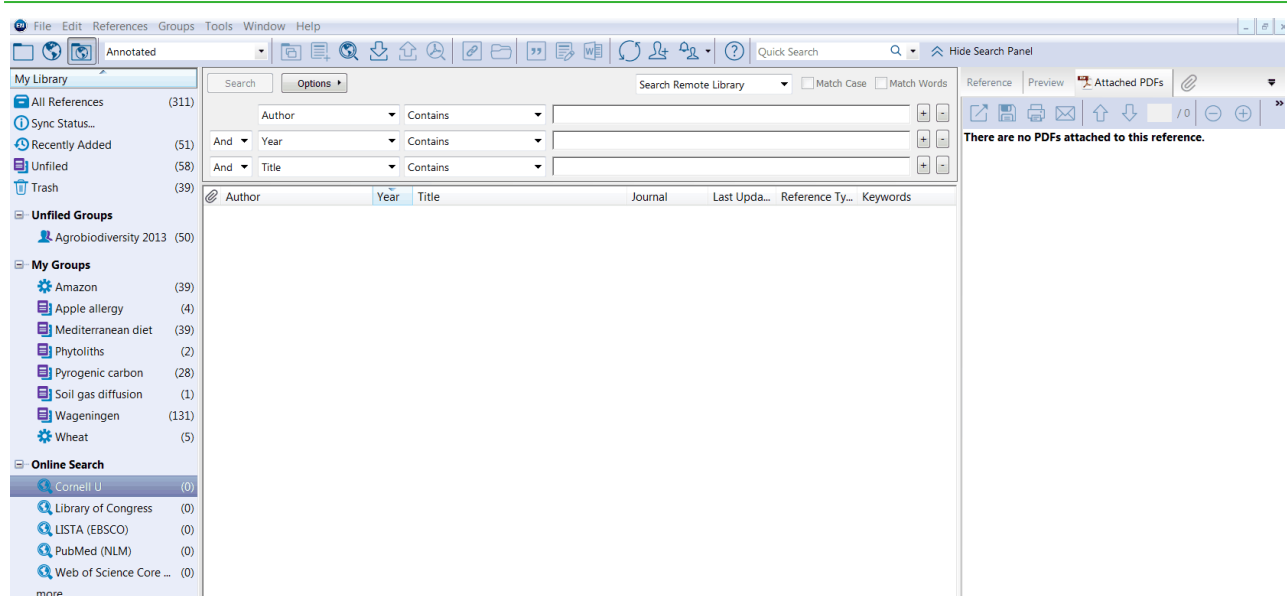 EN File Edit References Groups Tools Window Help
Annotated Quick Search Hide Search Panel
My Library
All References (311)
Sync Status...
Recently Added (51)
Unfiled (58)
Trash (39)
Unfiled Groups
Agrobiodiversity 2013 (50)
My Groups
Amazon (39)
Apple allergy (4)
Mediterranean diet (39)
Phytoliths (2)
Pyrogenic carbon (28)
Soil gas diffusion (1)
Wageningen (131)
Wheat (5)
Online Search
Cornell U (0)
Library of Congress (0)
LISTA (EBSCO) (0)
PubMed (NLM) (0)
Web of Science Core ... (0)
more
Search Options Search Remote Library Match Case Match Words
Author Contains + -
And Year Contains + -
And Title Contains + -
Author Year Title Journal Last Upda... Reference Ty... Keywords
Reference Preview Attached PDFs
/ 0 »
There are no PDFs attached to this reference.